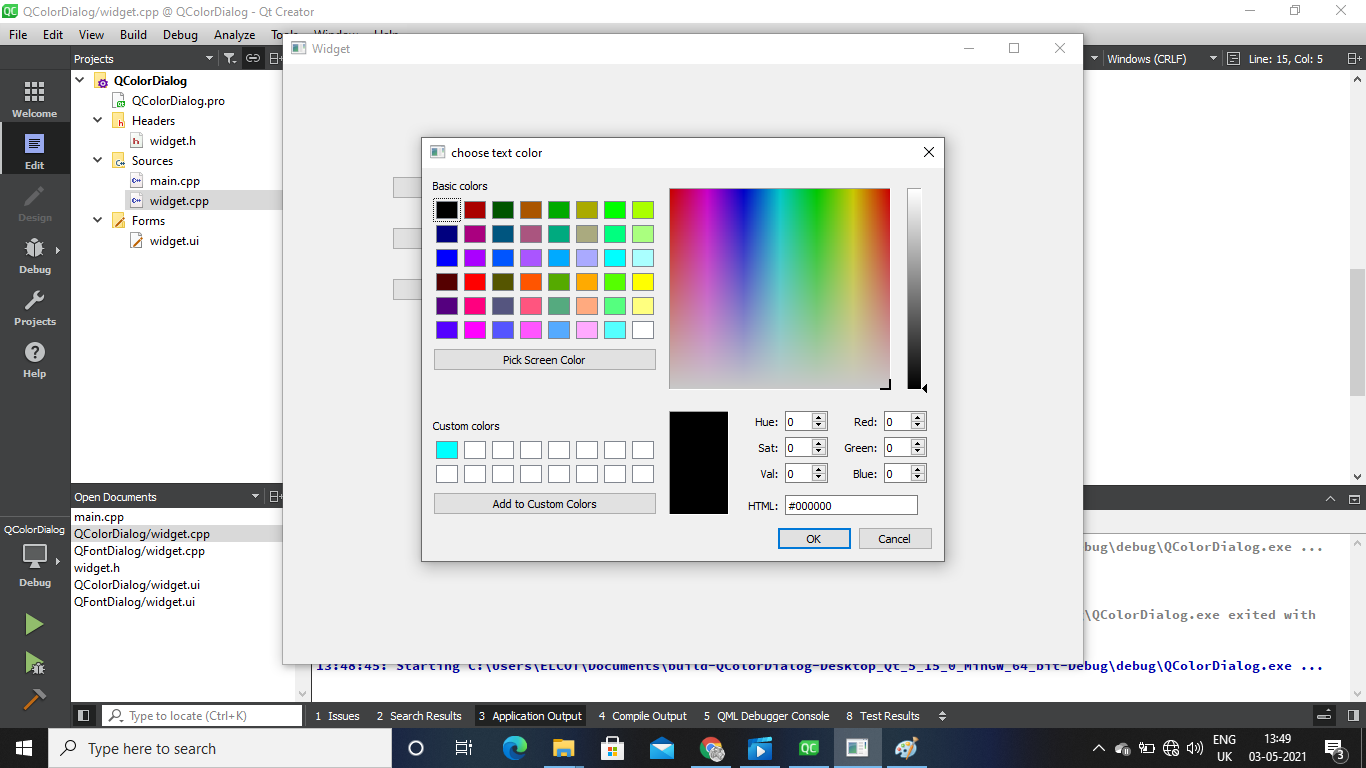 QColorDialog/widget.cpp @ QColorDialog - Qt Creator
File Edit View Build Debug Analyze
Widget
Projects
Windows (CRLF) Line: 15, Col: 5
Welcome
Edit
Design
Debug
Projects
Help
QColorDialog
QColorDialog.pro
Headers
widget.h
Sources
main.cpp
widget.cpp
Forms
widget.ui
choose text color
Basic colors
Pick Screen Color
Custom colors
Add to Custom Colors
Hue: 0 Red: 0
Sat: 0 Green: 0
Val: 0 Blue: 0
HTML: #000000
OK Cancel
Open Documents
main.cpp
QColorDialog/widget.cpp
QFontDialog/widget.cpp
widget.h
QColorDialog/widget.ui
QFontDialog/widget.ui
QColorDialog
Debug
bug\debug\QColorDialog.exe ...
\QColorDialog.exe exited with
13:48:45: Starting C:\Users\ELCOT\Documents\build-QColorDialog-Desktop_Qt_5_15_0_MinGW_64_bit-Debug\debug\QColorDialog.exe ...
Type to locate (Ctrl+K) 1 Issues 2 Search Results 3 Application Output 4 Compile Output 5 QML Debugger Console 8 Test Results
Type here to search
ENG
UK
13:49
03-05-2021
3